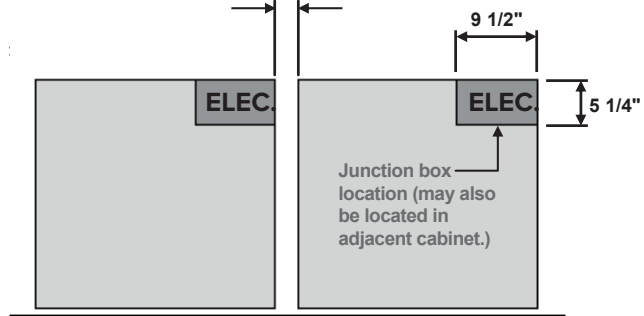 9 1/2"
ELEC.
ELEC.
5 1/4"
Junction box
location (may also
be located in
adjacent cabinet.)